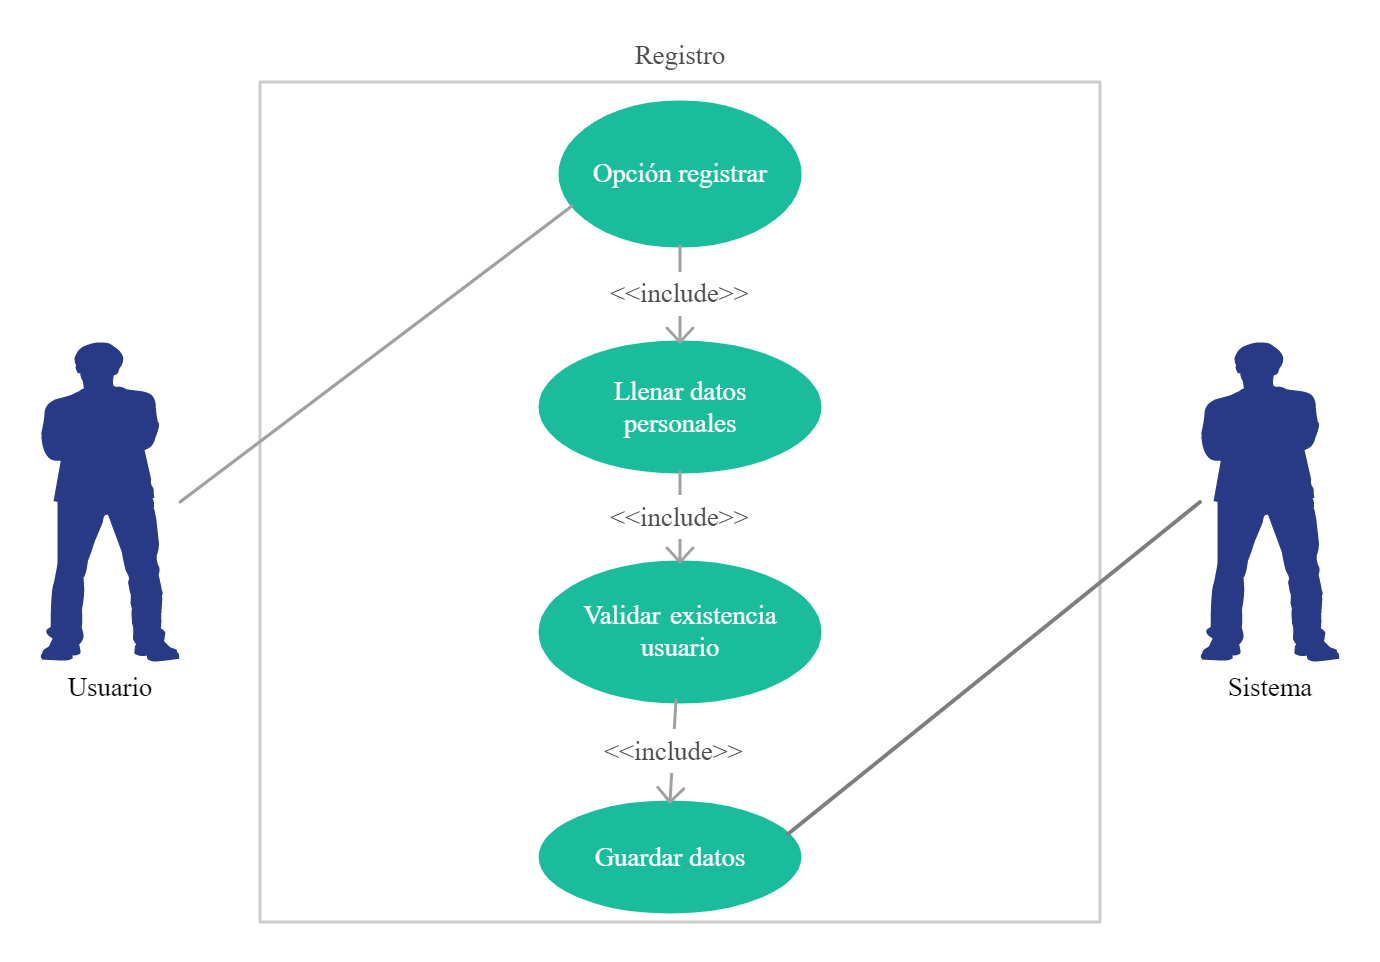 Registro
Opción registrar
<<include>>
Llenar datos
personales
<<include>>
Validar existencia
usuario
Usuario
Sistema
<<include>>
Guardar datos